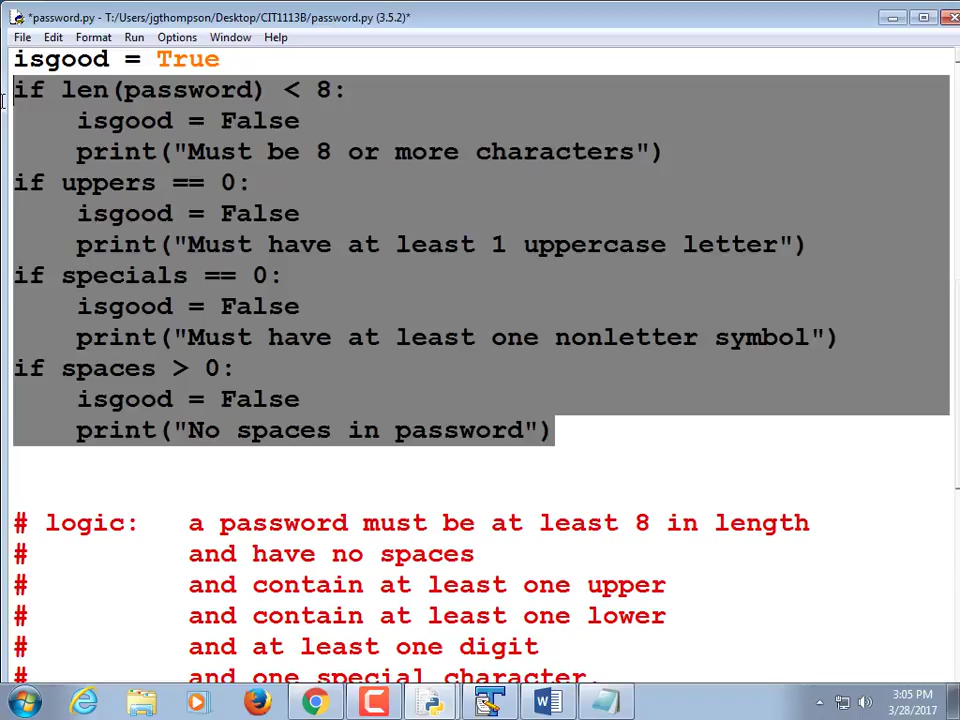 *password.py - T:/Users/jgthompson/Desktop/CIT1113B/password.py (3.5.2)*
File Edit Format Run Options Window Help
isgood = True
if len(password) < 8:
    isgood = False
    print("Must be 8 or more characters")
if uppers == 0:
    isgood = False
    print("Must have at least 1 uppercase letter")
if specials == 0:
    isgood = False
    print("Must have at least one nonletter symbol")
if spaces > 0:
    isgood = False
    print("No spaces in password")
# logic:   a password must be at least 8 in length
#          and have no spaces
#          and contain at least one upper
#          and contain at least one lower
#          and at least one digit
#          and one special character.
3:05 PM
3/28/2017